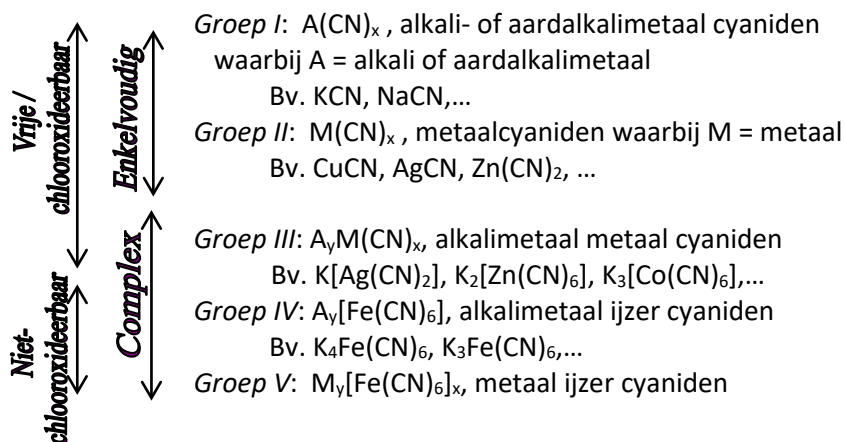 Groep I: A(CN)ₓ , alkali- of aardalkalimetaal cyaniden
waarbij A = alkali of aardalkalimetaal
Bv. KCN, NaCN,...
Groep II: M(CN)ₓ , metaalcyaniden waarbij M = metaal
Bv. CuCN, AgCN, Zn(CN)₂, ...
Groep III: AᵧM(CN)ₓ, alkalimetaal metaal cyaniden
Bv. K[Ag(CN)₂], K₂[Zn(CN)₆], K₃[Co(CN)₆],...
Groep IV: Aᵧ[Fe(CN)₆], alkalimetaal ijzer cyaniden
Bv. K₄Fe(CN)₆, K₃Fe(CN)₆,...
Groep V: Mᵧ[Fe(CN)₆]ₓ, metaal ijzer cyaniden
Vrije /
chlooroxideerbaar
Niet-
chlooroxideerbaar
Enkelvoudig
Complex